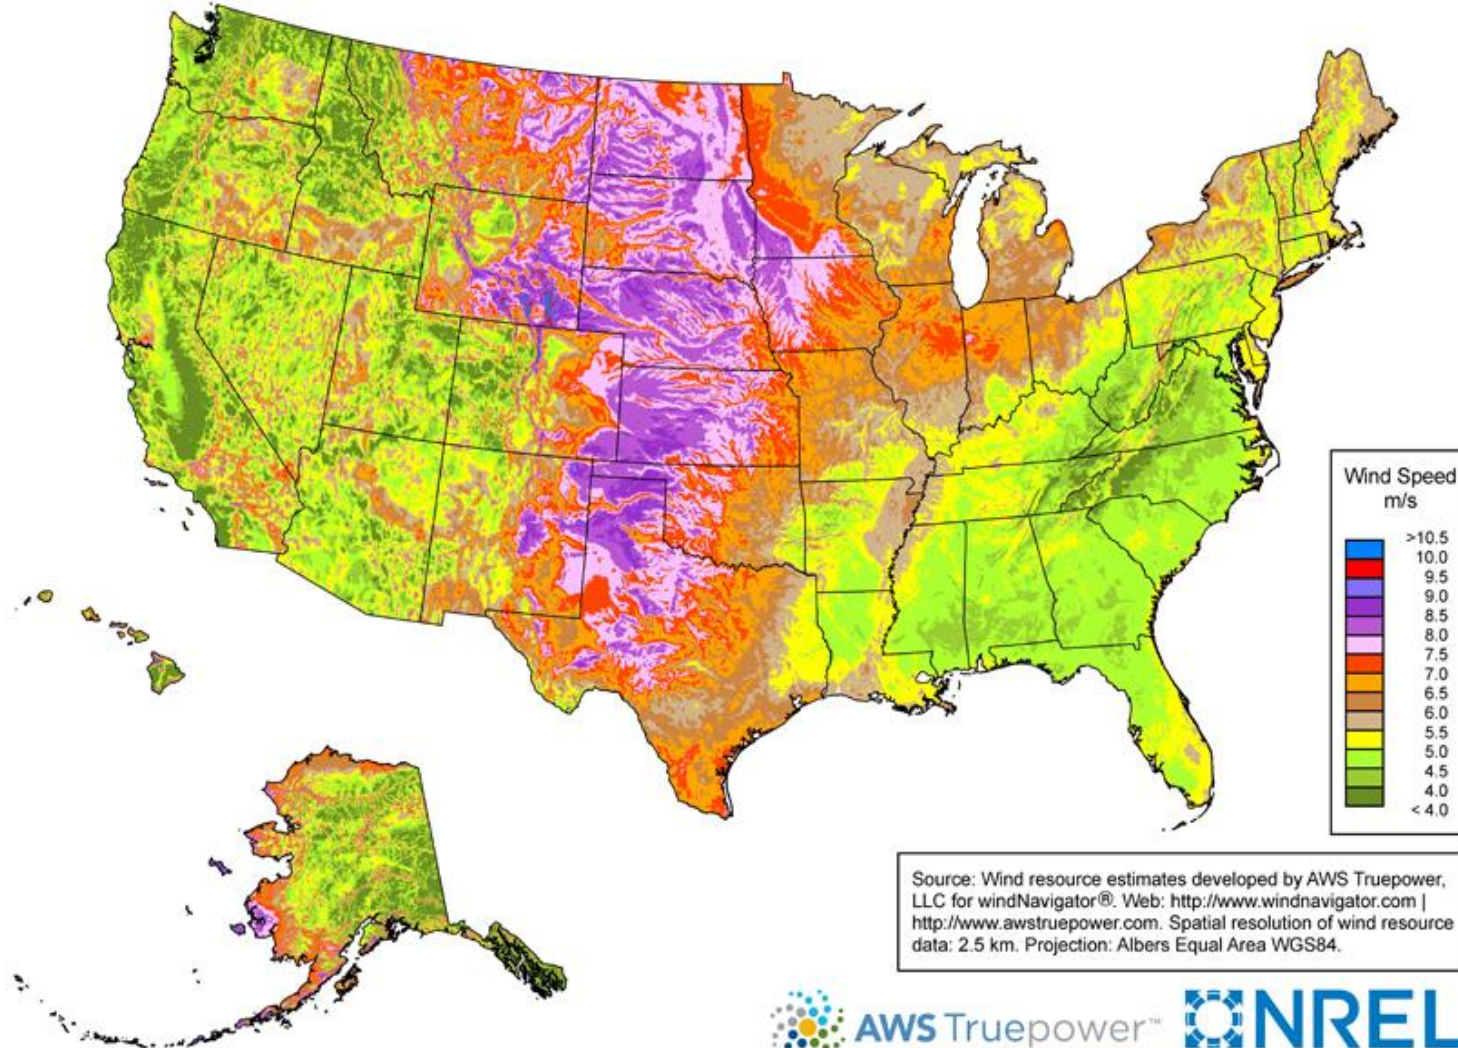 Wind Speed
m/s
>10.5
10.0
9.5
9.0
8.5
8.0
7.5
7.0
6.5
6.0
5.5
5.0
4.5
4.0
< 4.0
Source: Wind resource estimates developed by AWS Truepower,
LLC for windNavigator®. Web: http://www.windnavigator.com |
http://www.awstruepower.com. Spatial resolution of wind resource
data: 2.5 km. Projection: Albers Equal Area WGS84.
AWS Truepower™
NREL